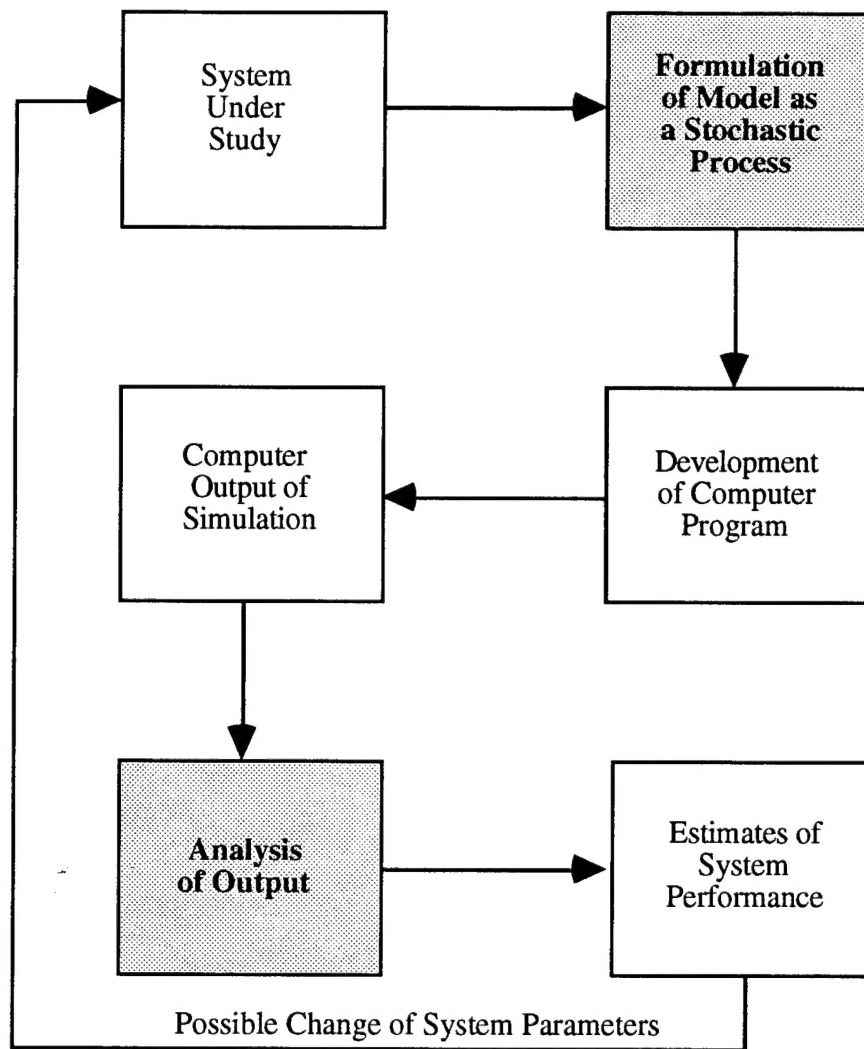 System
Under
Study
Formulation
of Model as
a Stochastic
Process
Development
of Computer
Program
Computer
Output of
Simulation
Analysis
of Output
Estimates of
System
Performance
Possible Change of System Parameters